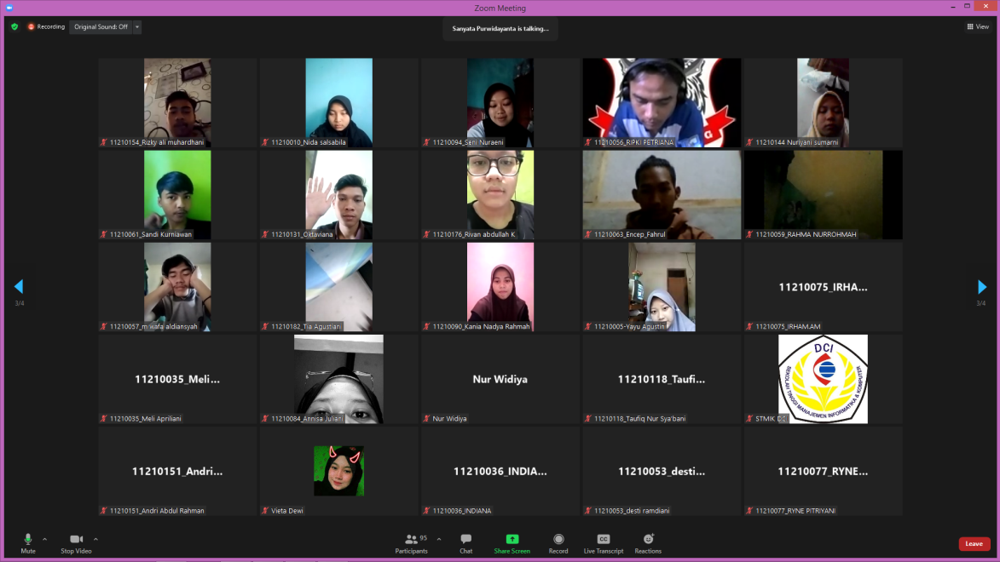 Zoom Meeting
Recording
Original Sound: Off
Sanyata Purwidayanta is talking...
View
11210154_Rizky ali muhardhani
11210010_Nida salsabila
11210094_Seni Nuraeni
11210056_RIPKI PETRIANA
11210144 Nuriyani sumarni
11210061_Sandi Kurniawan
11210131_Oktaviana
11210176_Rivan abdullah K
11210063_Encep_Fahrul
11210059_RAHMA NURROHMAH
3/4
3/4
11210075_IRHA...
11210057_m wafa aldiansyah
11210182_Tia Agustiani
11210090_Kania Nadya Rahmah
11210005-Yayu Agustin
11210075_IRHAM.AM
11210035_Meli...
Nur Widiya
11210118_Taufi...
DCI
SEKOLAH TINGGI MANAJEMEN INFORMATIKA & KOMPUTER
11210035_Meli Apriliani
11210084_Annisa Juliani
Nur Widiya
11210118_Taufiq Nur Sya'bani
STMIK DCI
11210151_Andri...
11210036_INDIA...
11210053_desti...
11210077_RYNE...
11210151_Andri Abdul Rahman
Vieta Dewi
11210036_INDIANA
11210053_desti ramdiani
11210077_RYNE PITRIYANI
Mute
Stop Video
95
Participants
Chat
Share Screen
Record
CC
Live Transcript
Reactions
Leave